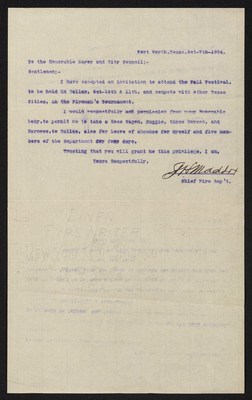 Fort Worth, Texas, Oct-7th-1904.
To the Honorable Mayor and City Council:-
Gentlemen:-
I have accepted an invitation to attend the Fall Festival,
to be held in Dallas, Oct-10th & 11th, and compete with other Texas
Cities, in the Firemen's tournament.
I would respectfully ask permission from your Honorable
body, to permit me to take a Hose Wagon, Buggie, three Horses, and
Harness, to Dallas, also for leave of absence for myself and five mem-
bers of the Department for days.
Trusting that you will grant me this privilege, I am,
Yours Respectfully,
J H Maddox
Chief Fire Dep't.